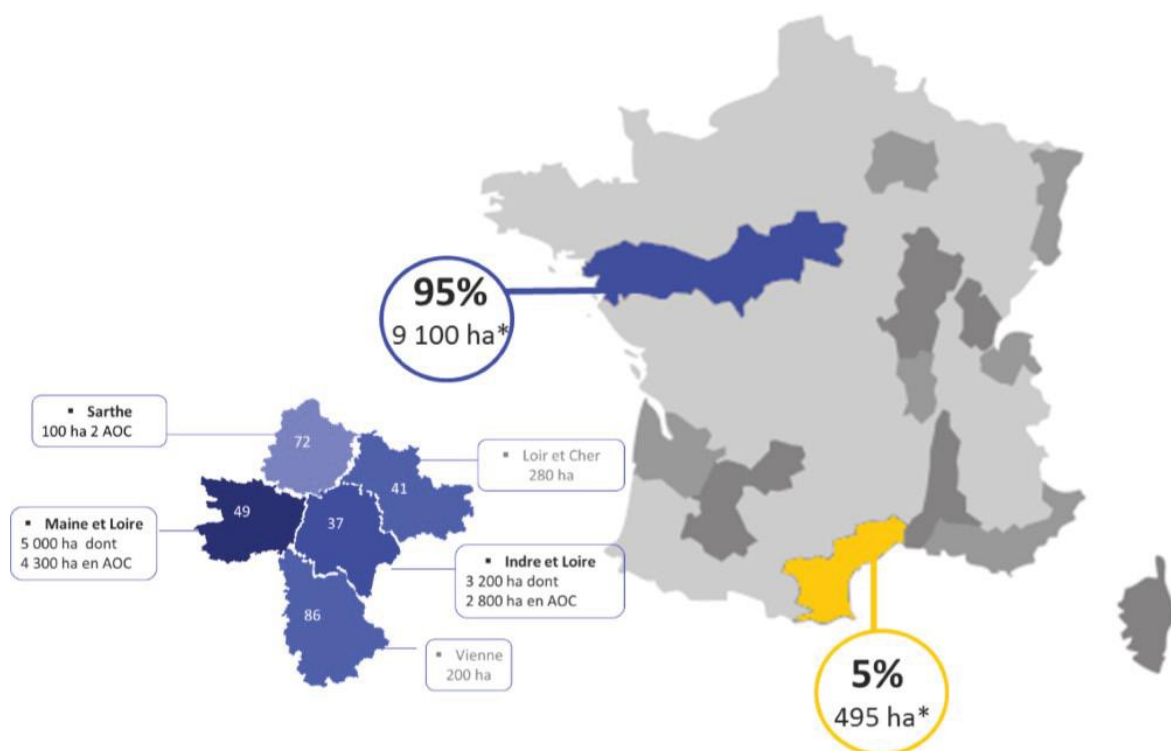 95%
9 100 ha*
▪ Sarthe
100 ha 2 AOC
72
▪ Loir et Cher
280 ha
41
49
▪ Maine et Loire
5 000 ha dont
4 300 ha en AOC
37
▪ Indre et Loire
3 200 ha dont
2 800 ha en AOC
86
▪ Vienne
200 ha
5%
495 ha*